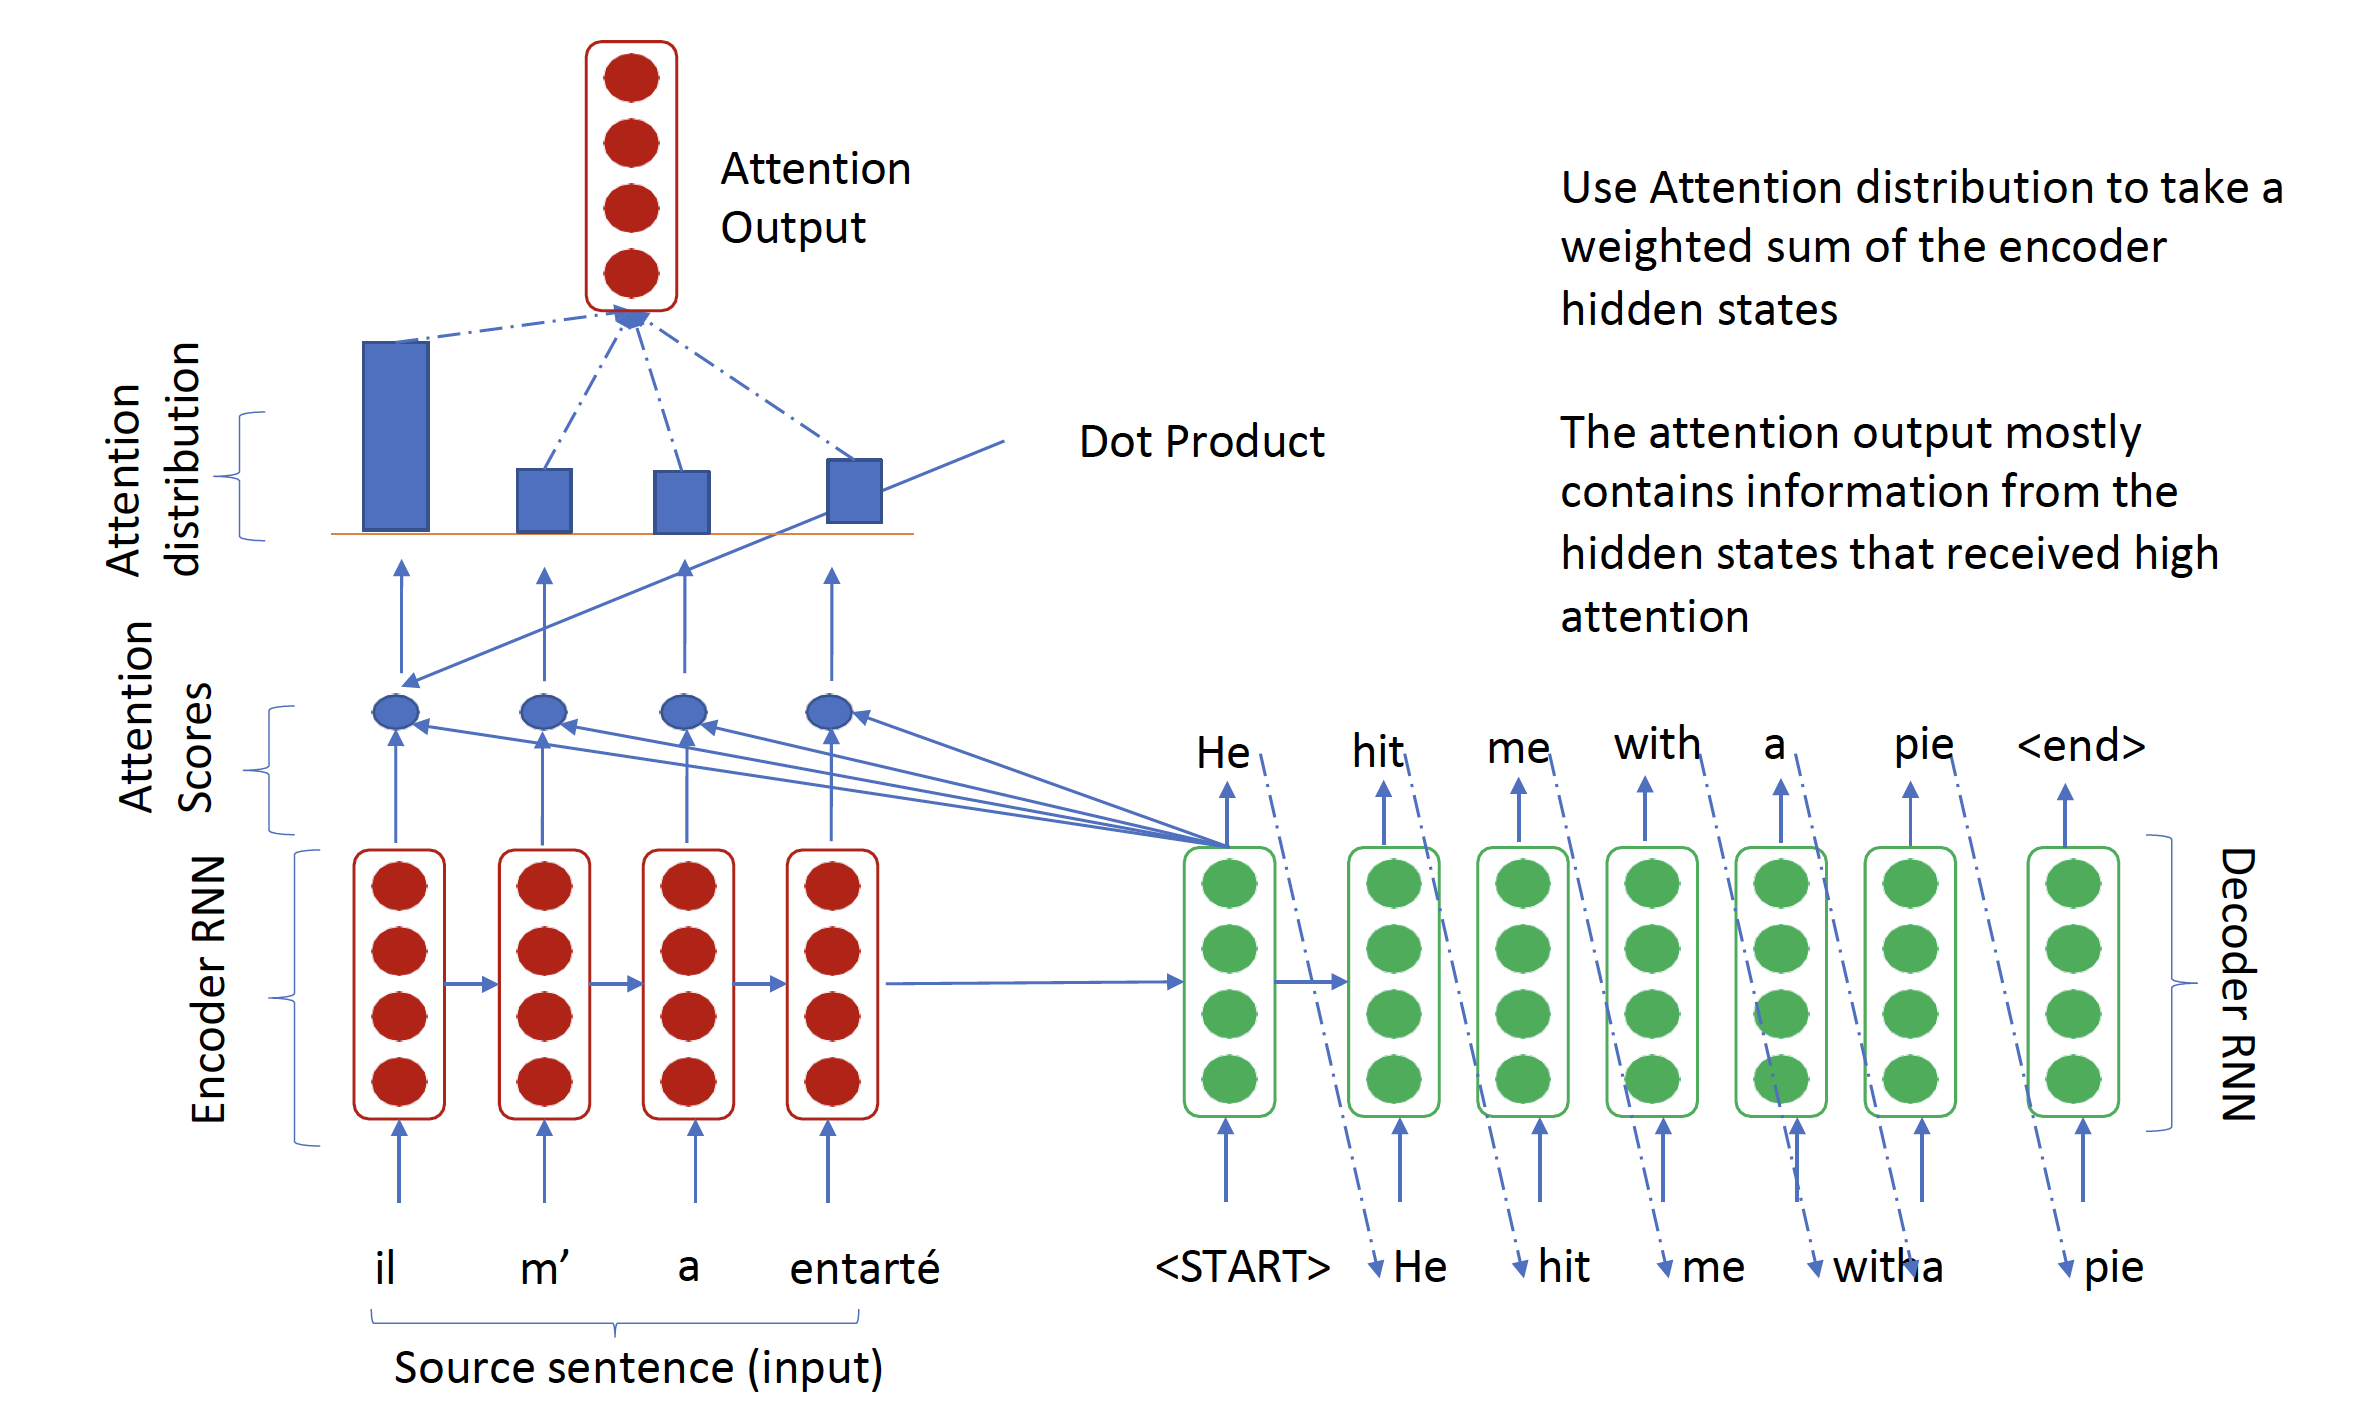 Attention
Output
Use Attention distribution to take a
weighted sum of the encoder
hidden states
Attention
distribution
Dot Product
The attention output mostly
contains information from the
hidden states that received high
attention
Attention
Scores
He hit me with a pie <end>
Encoder RNN
Decoder RNN
il m’ a entarté
<START> He hit me with a pie
Source sentence (input)